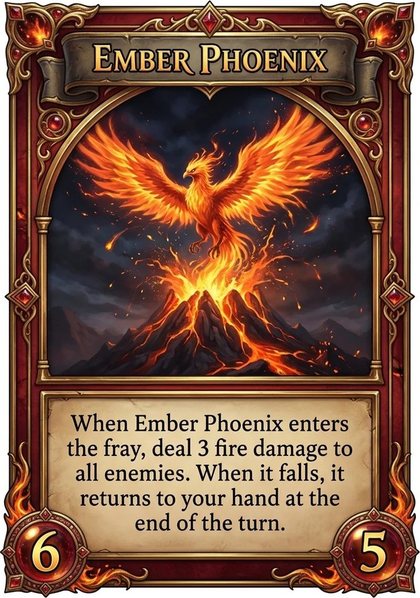 EMBER PHOENIX
When Ember Phoenix enters
the fray, deal 3 fire damage to
all enemies. When it falls, it
returns to your hand at the
end of the turn.
6
5